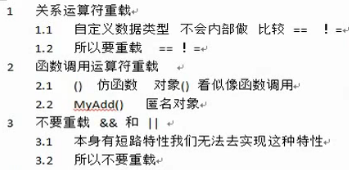 1 关系运算符重载
1.1 自定义数据类型 不会内部做 比较 == ！=
1.2 所以要重载 == ！=
2 函数调用运算符重载
2.1 () 仿函数 对象() 看似像函数调用
2.2 MyAdd() 匿名对象
3 不要重载 && 和 ||
3.1 本身有短路特性我们无法去实现这种特性
3.2 所以不要重载